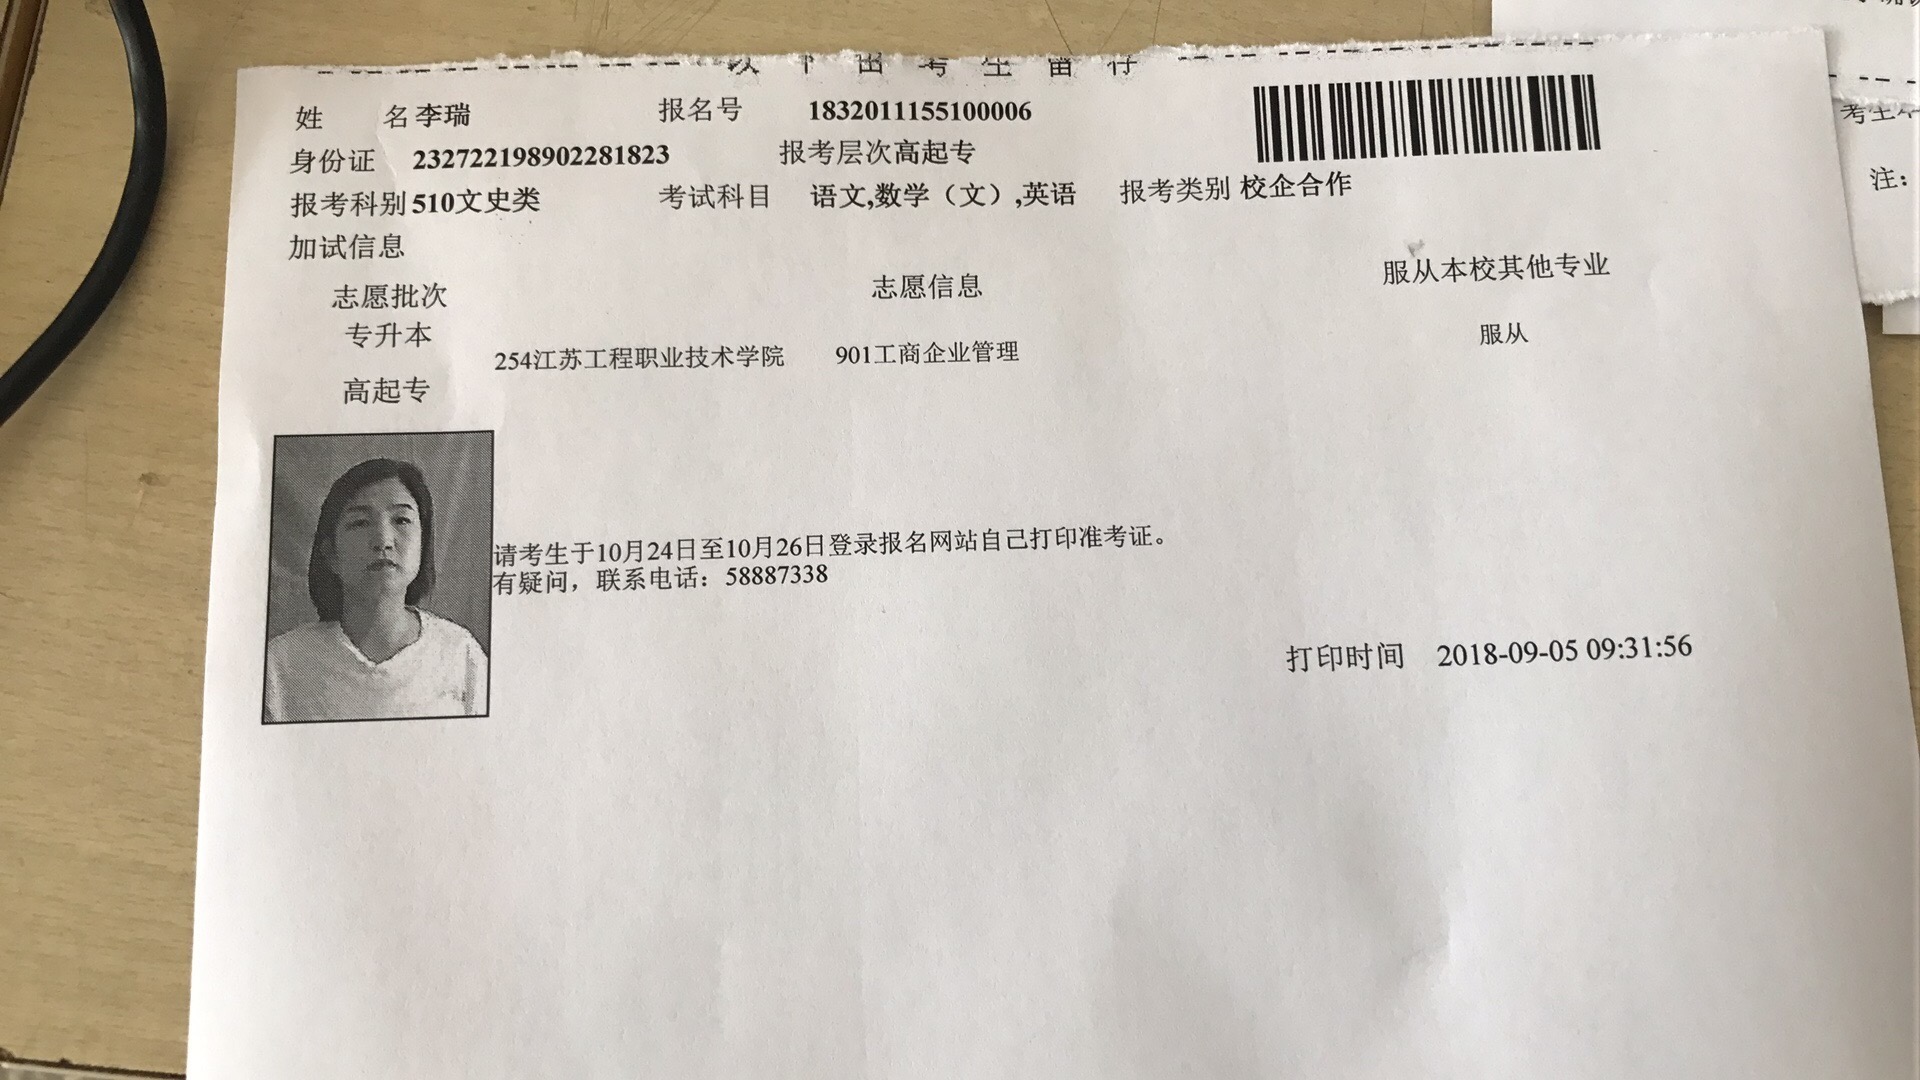 以下由考生留存
姓 名 李瑞 报名号 1832011155100006
身份证 232722198902281823 报考层次 高起专
报考科别 510文史类 考试科目 语文,数学（文）,英语 报考类别 校企合作
加试信息
志愿批次 志愿信息 服从本校其他专业
专升本
254江苏工程职业技术学院 901工商企业管理 服从
高起专
请考生于10月24日至10月26日登录报名网站自己打印准考证。
有疑问，联系电话：58887338
打印时间 2018-09-05 09:31:56
考生
注：